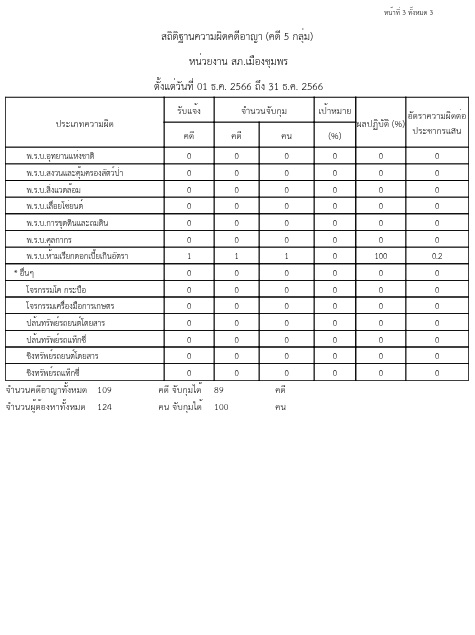 หน้าที่ 3 ทั้งหมด 3
สถิติฐานความผิดคดีอาญา (คดี 5 กลุ่ม)
หน่วยงาน สภ.เมืองชุมพร
ตั้งแต่วันที่ 01 ธ.ค. 2566 ถึง 31 ธ.ค. 2566
ประเภทความผิด รับแจ้ง จำนวนจับกุม เป้าหมาย ผลปฏิบัติ (%) อัตราความผิดต่อ
คดี คดี คน (%) ประชากรแสน
พ.ร.บ.อุทยานแห่งชาติ 0 0 0 0 0 0
พ.ร.บ.สงวนและคุ้มครองสัตว์ป่า 0 0 0 0 0 0
พ.ร.บ.สิ่งแวดล้อม 0 0 0 0 0 0
พ.ร.บ.เลื่อยโซ่ยนต์ 0 0 0 0 0 0
พ.ร.บ.การขุดดินและถมดิน 0 0 0 0 0 0
พ.ร.บ.ศุลกากร 0 0 0 0 0 0
พ.ร.บ.ห้ามเรียกดอกเบี้ยเกินอัตรา 1 1 1 0 100 0.2
* อื่นๆ 0 0 0 0 0 0
โจรกรรมโค กระบือ 0 0 0 0 0 0
โจรกรรมเครื่องมือการเกษตร 0 0 0 0 0 0
ปล้นทรัพย์รถยนต์โดยสาร 0 0 0 0 0 0
ปล้นทรัพย์รถแท็กซี่ 0 0 0 0 0 0
ชิงทรัพย์รถยนต์โดยสาร 0 0 0 0 0 0
ชิงทรัพย์รถแท็กซี่ 0 0 0 0 0 0
จำนวนคดีอาญาทั้งหมด 109 คดี จับกุมได้ 89 คดี
จำนวนผู้ต้องหาทั้งหมด 124 คน จับกุมได้ 100 คน